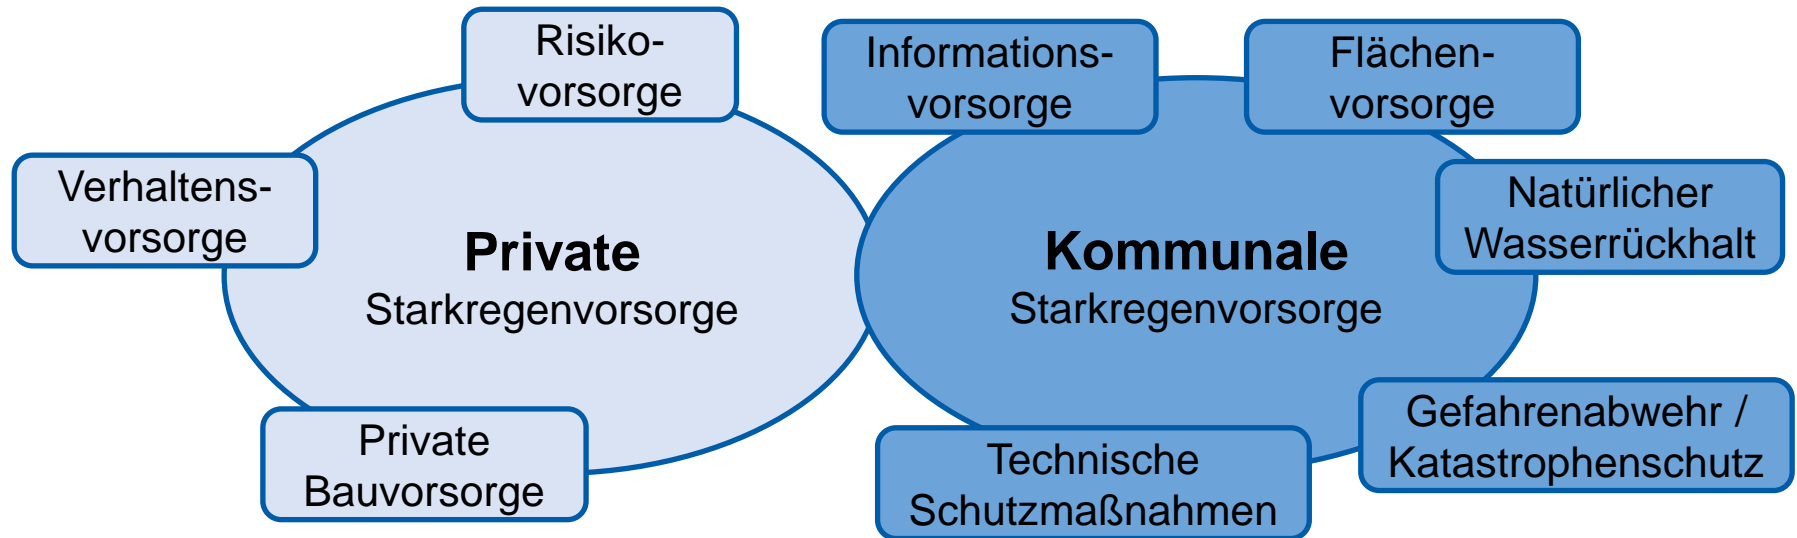 Risiko-
vorsorge
Verhaltens-
vorsorge
Private
Starkregenvorsorge
Private
Bauvorsorge
Informations-
vorsorge
Flächen-
vorsorge
Natürlicher
Wasserrückhalt
Kommunale
Starkregenvorsorge
Gefahrenabwehr /
Katastrophenschutz
Technische
Schutzmaßnahmen